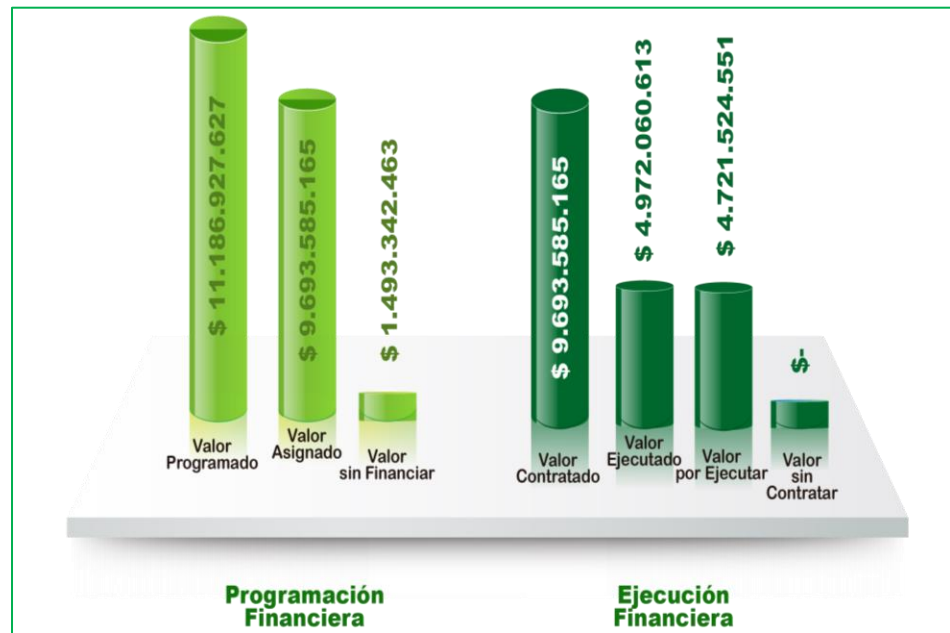 $ 11.186.927.627
$ 9.693.585.165
$ 1.493.342.463
$ 9.693.585.165
$ 4.972.060.613
$ 4.721.524.551
$-
Valor
Programado
Valor
Asignado
Valor
sin Financiar
Valor
Contratado
Valor
Ejecutado
Valor
por Ejecutar
Valor
sin
Contratar
Programación
Financiera
Ejecución
Financiera